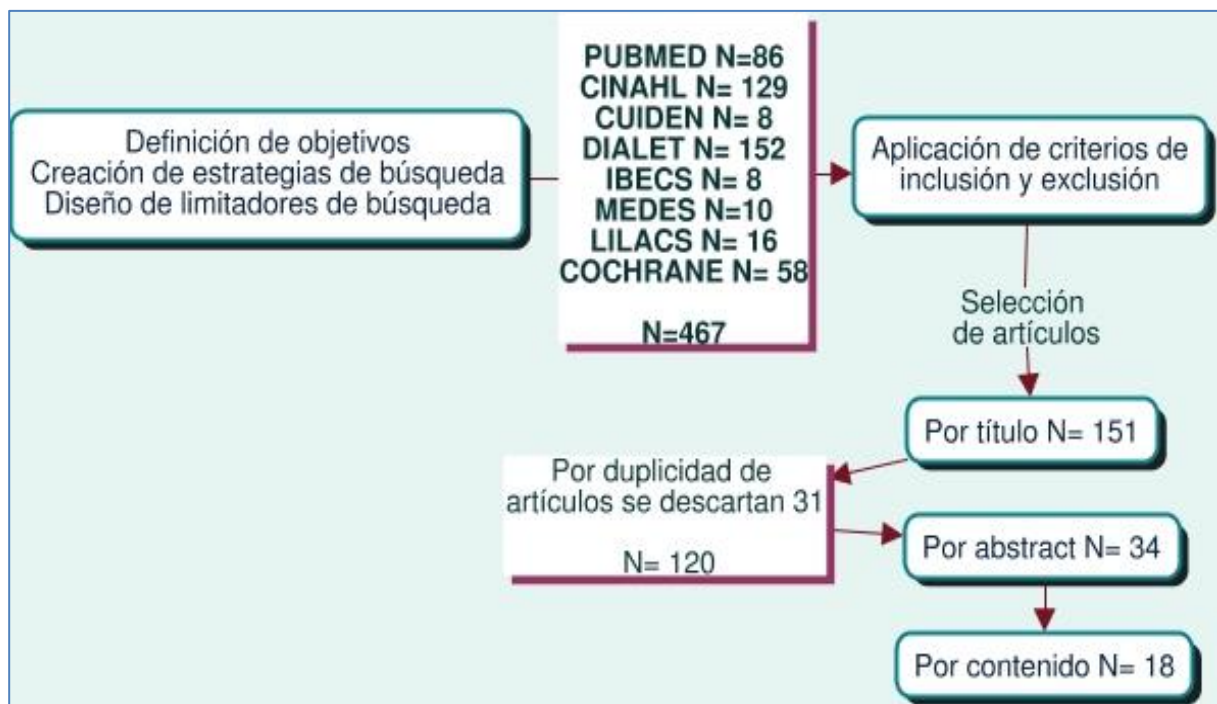 Definición de objetivos
Creación de estrategias de búsqueda
Diseño de limitadores de búsqueda
PUBMED N=86
CINAHL N= 129
CUIDEN N= 8
DIALET N= 152
IBECS N= 8
MEDES N=10
LILACS N= 16
COCHRANE N= 58
N=467
Aplicación de criterios de
inclusión y exclusión
Selección
de artículos
Por título N= 151
Por duplicidad de
artículos se descartan 31
N= 120
Por abstract N= 34
Por contenido N= 18